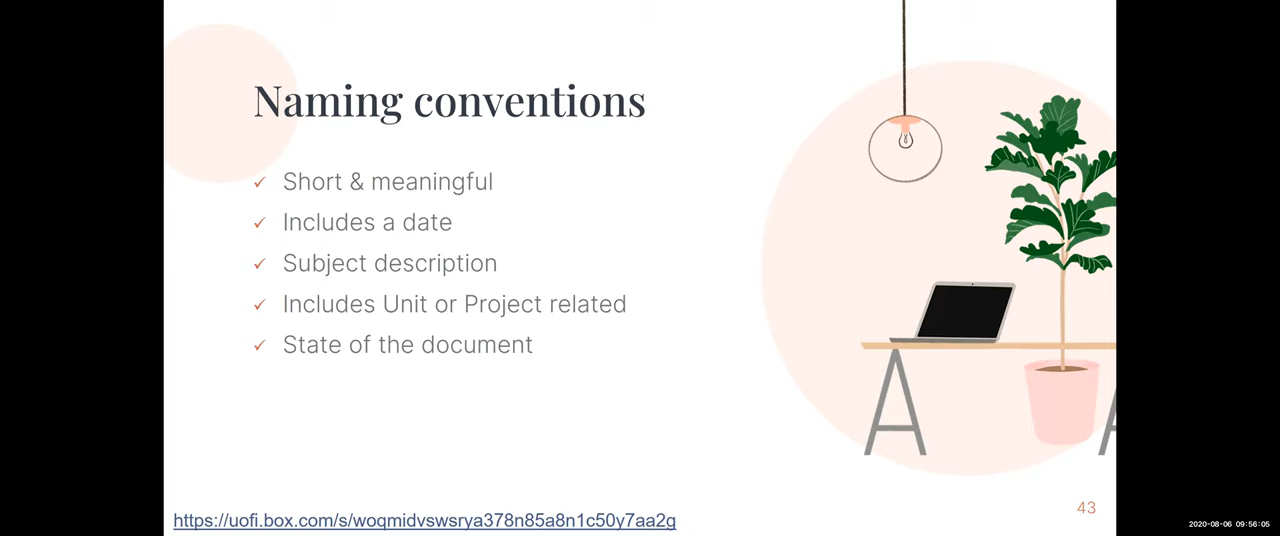 Naming conventions
✓ Short & meaningful
✓ Includes a date
✓ Subject description
✓ Includes Unit or Project related
✓ State of the document
https://uofi.box.com/s/woqmidvswsrya378n85a8n1c50y7aa2g
43
2020-08-06 09:56:05